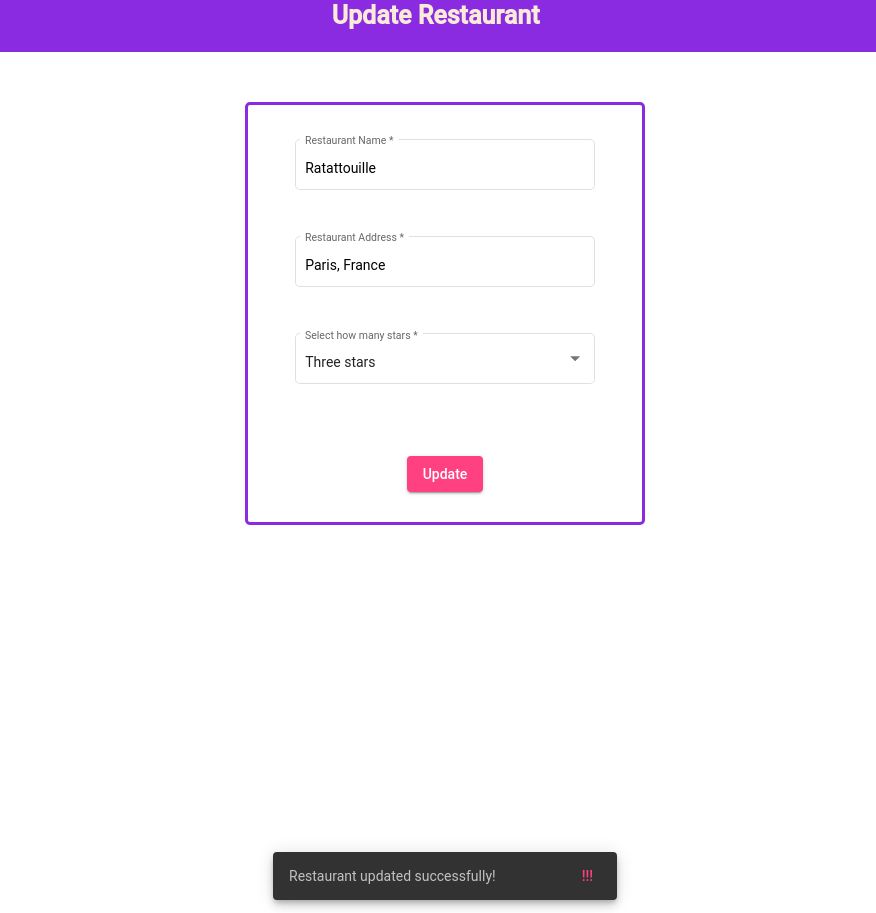 Update Restaurant
Restaurant Name *
Ratattouille
Restaurant Address *
Paris, France
Select how many stars *
Three stars
Update
Restaurant updated successfully! !!!